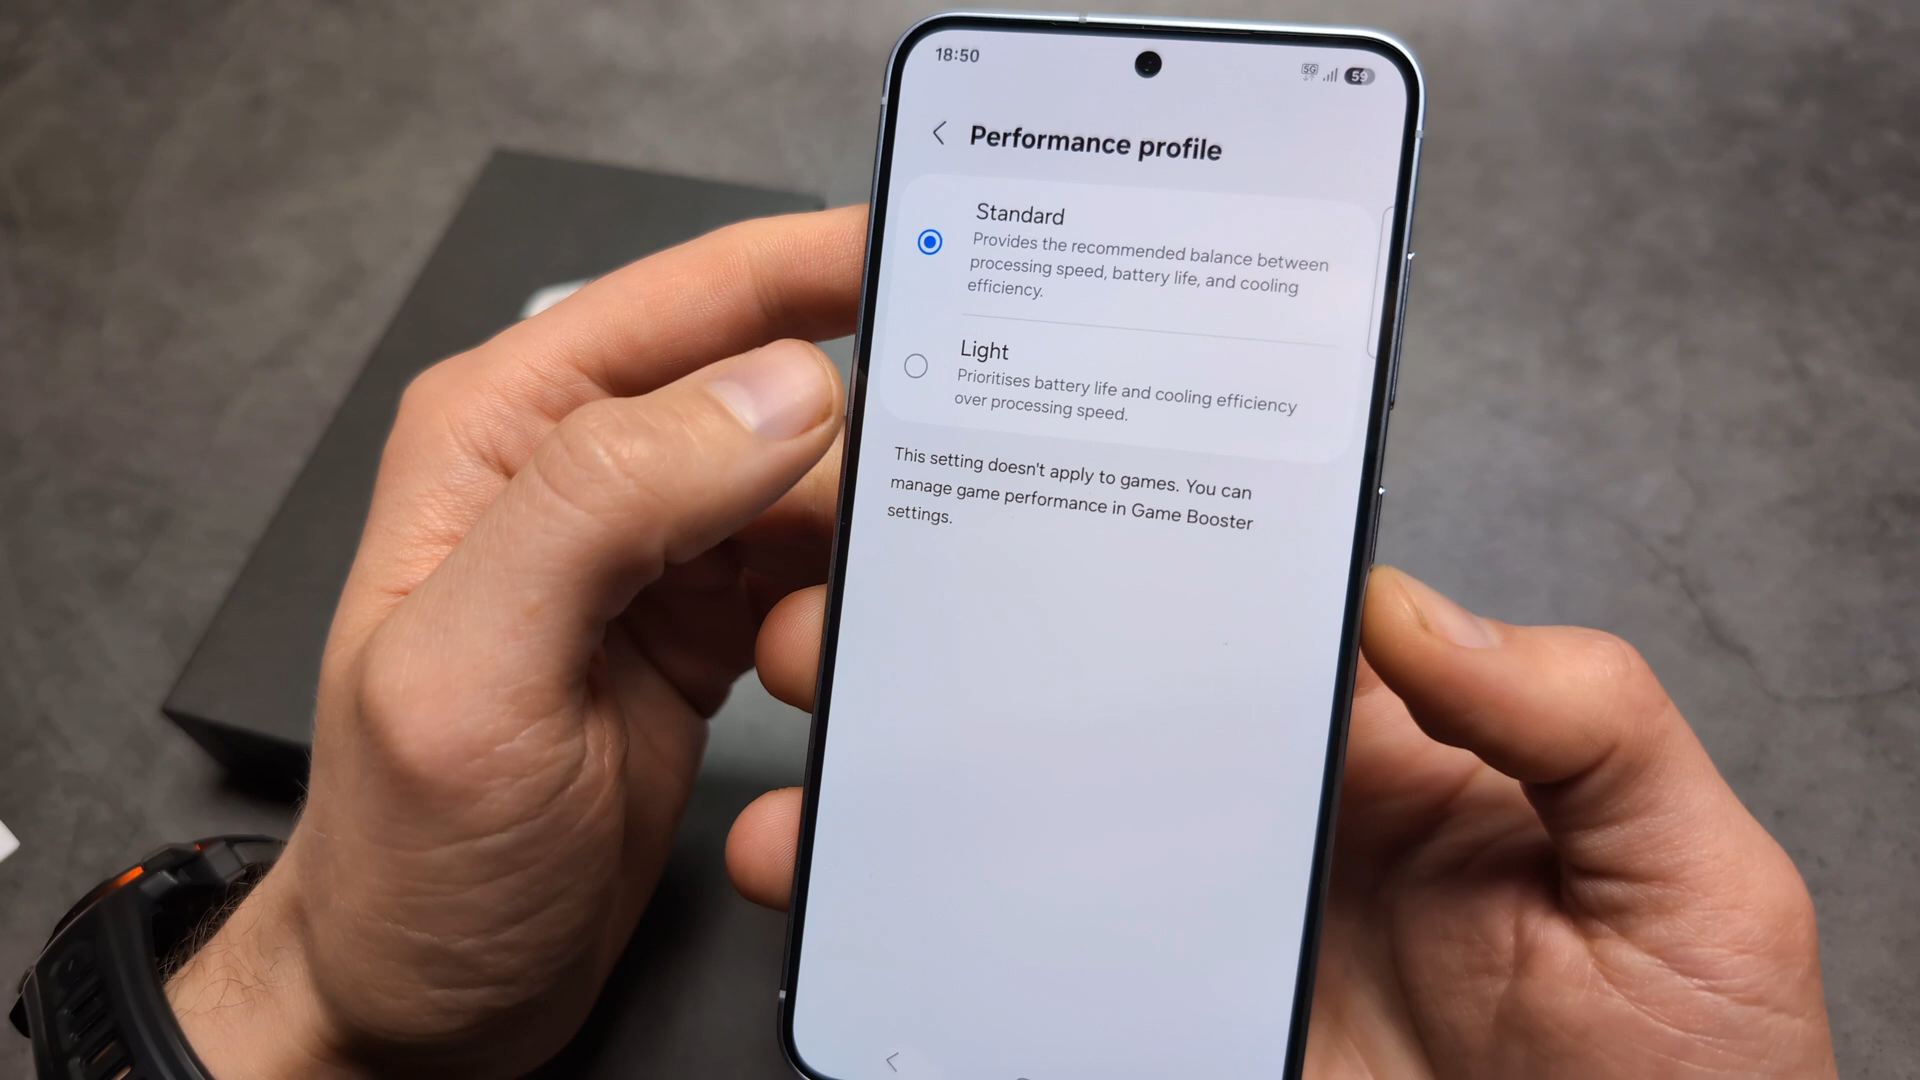 18:50
5G
59
Performance profile
Standard
Provides the recommended balance between
processing speed, battery life, and cooling
efficiency.
Light
Prioritises battery life and cooling efficiency
over processing speed.
This setting doesn't apply to games. You can
manage game performance in Game Booster
settings.